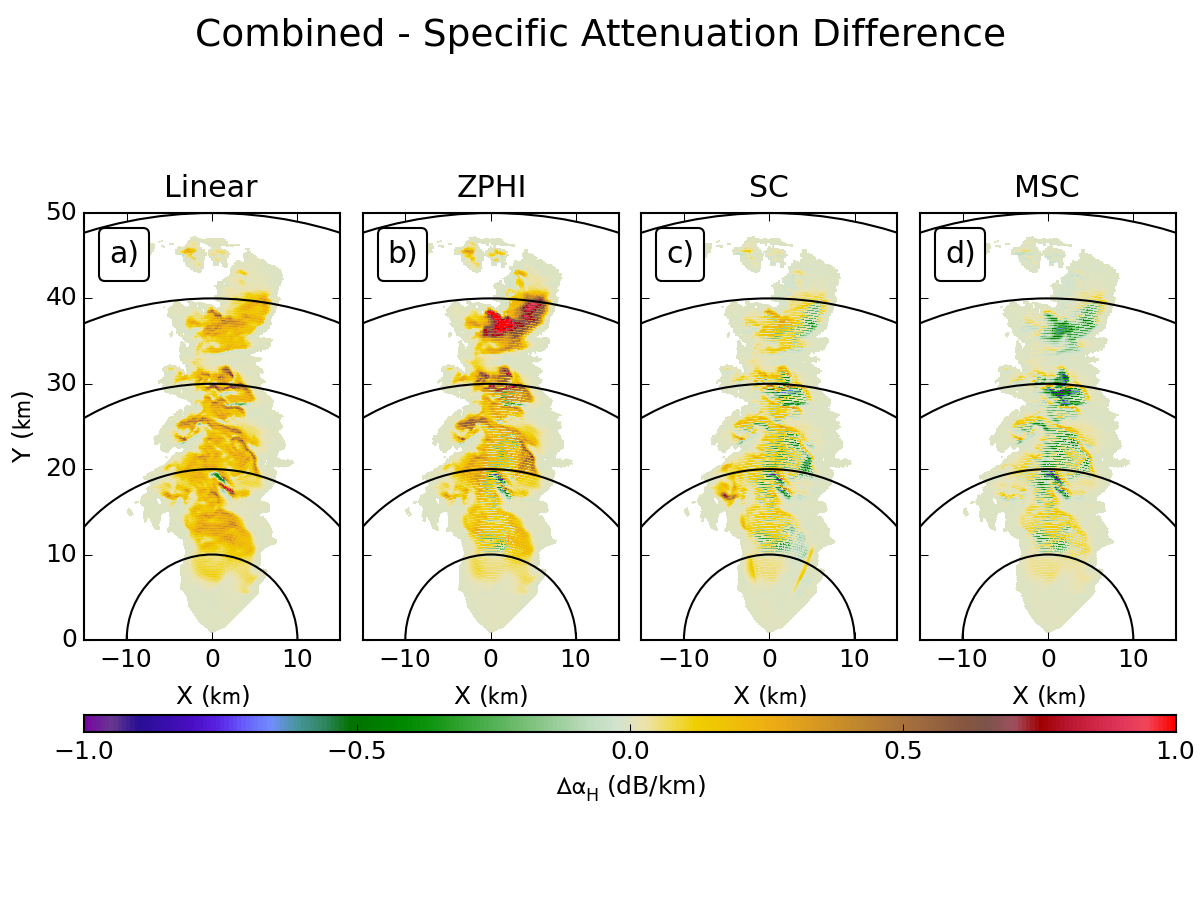 Combined - Specific Attenuation Difference
Linear ZPHI SC MSC
a) b) c) d)
50
40
30
20
10
0
Y (km)
−10 0 10 −10 0 10 −10 0 10 −10 0 10
X (km) X (km) X (km) X (km)
−1.0 −0.5 0.0 0.5 1.0
ΔαH (dB/km)